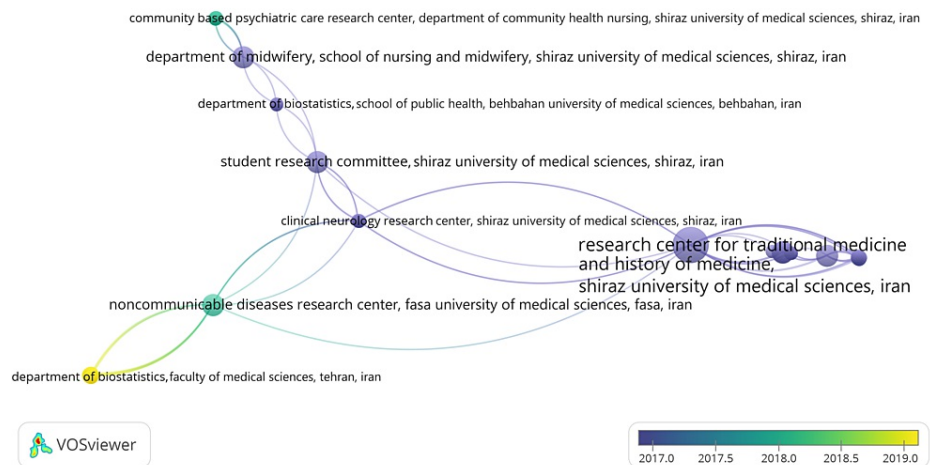 community based psychiatric care research center, department of community health nursing, shiraz university of medical sciences, shiraz, iran
department of midwifery, school of nursing and midwifery, shiraz university of medical sciences, shiraz, iran
department of biostatistics, school of public health, behbahan university of medical sciences, behbahan, iran
student research committee, shiraz university of medical sciences, shiraz, iran
clinical neurology research center, shiraz university of medical sciences, shiraz, iran
research center for traditional medicine
and history of medicine,
shiraz university of medical sciences, iran
noncommunicable diseases research center, fasa university of medical sciences, fasa, iran
department of biostatistics, faculty of medical sciences, tehran, iran
VOSviewer
2017.0 2017.5 2018.0 2018.5 2019.0